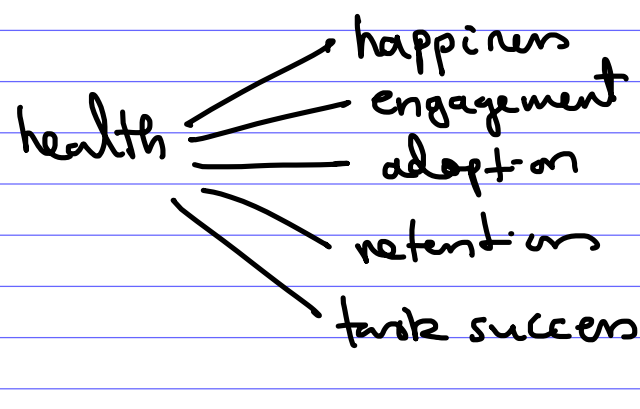 health
happiness
engagement
adoption
retention
task success